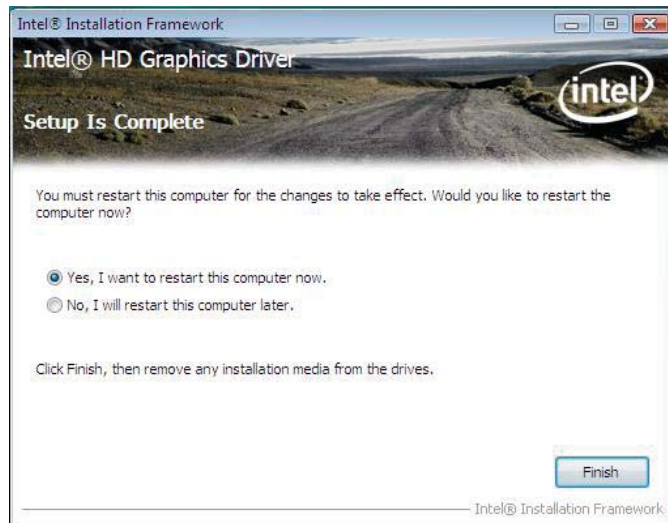 Intel® Installation Framework
Intel® HD Graphics Driver
intel
Setup Is Complete
You must restart this computer for the changes to take effect. Would you like to restart the
computer now?
Yes, I want to restart this computer now.
No, I will restart this computer later.
Click Finish, then remove any installation media from the drives.
Finish
Intel® Installation Framework